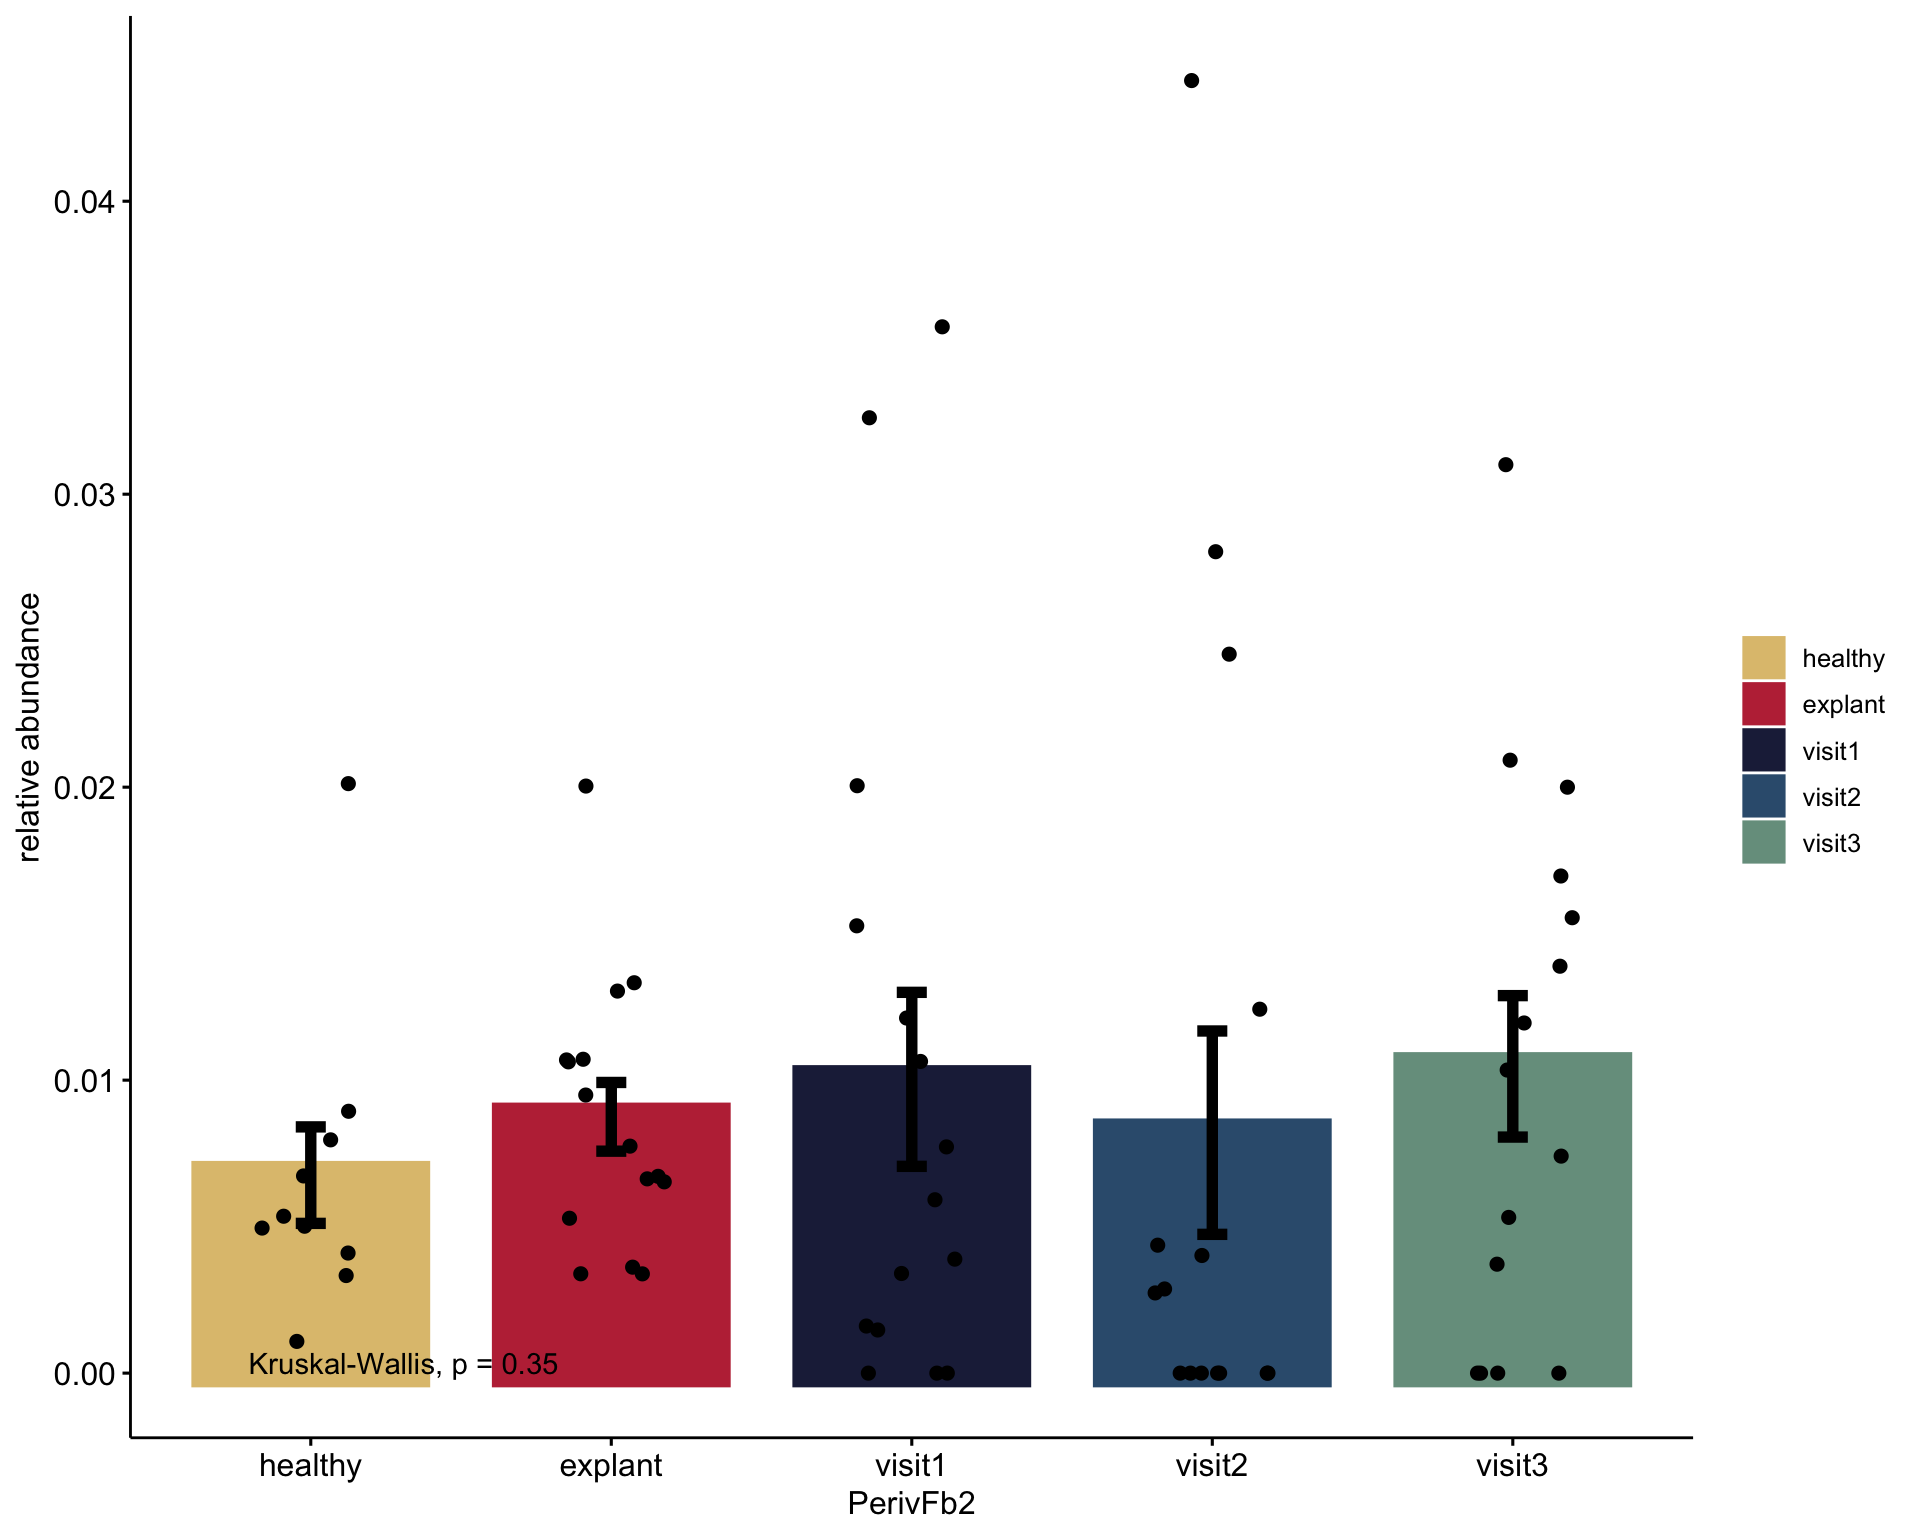 0.04
0.03
0.02
0.01
0.00
relative abundance
Kruskal-Wallis, p = 0.35
healthy
explant
visit1
visit2
visit3
PerivFb2
healthy
explant
visit1
visit2
visit3